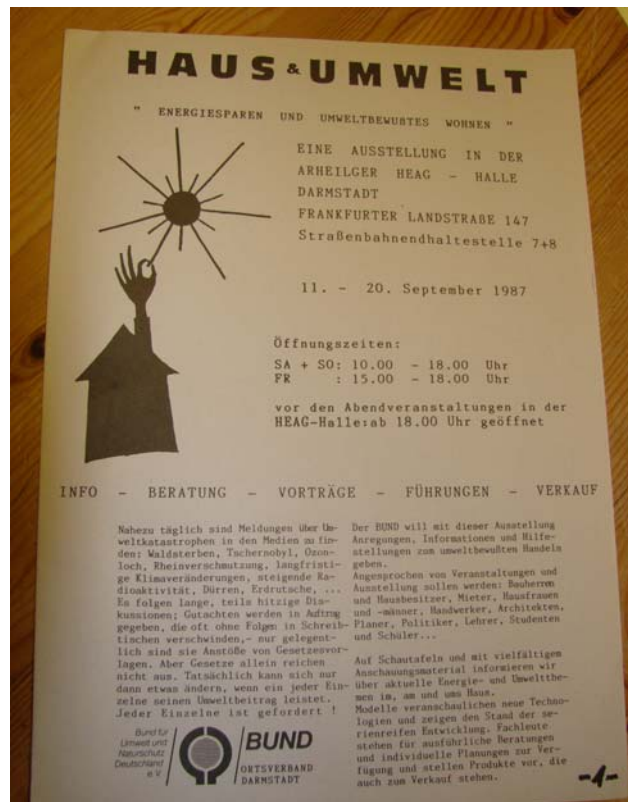 HAUS & UMWELT
" ENERGIESPAREN UND UMWELTBEWUßTES WOHNEN "
EINE AUSSTELLUNG IN DER
ARHEILGER HEAG - HALLE
DARMSTADT
FRANKFURTER LANDSTRAßE 147
Straßenbahnendhaltestelle 7+8
11. - 20. September 1987
Öffnungszeiten:
SA + SO: 10.00 - 18.00 Uhr
FR : 15.00 - 18.00 Uhr
vor den Abendveranstaltungen in der
HEAG-Halle:ab 18.00 Uhr geöffnet
INFO - BERATUNG - VORTRÄGE - FÜHRUNGEN - VERKAUF
Nahezu täglich sind Meldungen über Um-
weltkatastrophen in den Medien zu fin-
den: Waldsterben, Tschernobyl, Ozon-
loch, Rheinverschmutzung, langfristi-
ge Klimaveränderungen, steigende Ra-
dioaktivität, Dürren, Erdrutsche, ...
Es folgen lange, teils hitzige Dis-
kussionen; Gutachten werden in Auftrag
gegeben, die oft ohne Folgen in Schreib-
tischen verschwinden,- nur gelegent-
lich sind sie Anstöße von Gesetzesvor-
lagen. Aber Gesetze allein reichen
nicht aus. Tatsächlich kann sich nur
dann etwas ändern, wenn ein jeder Ein-
zelne seinen Umweltbeitrag leistet.
Jeder Einzelne ist gefordert !
Bund für
Umwelt und
Naturschutz
Deutschland
e.V.
BUND
ORTSVERBAND
DARMSTADT
Der BUND will mit dieser Ausstellung
Anregungen, Informationen und Hilfe-
stellungen zum umweltbewußten Handeln
geben.
Angesprochen von Veranstaltungen und
Ausstellung sollen werden: Bauherren
und Hausbesitzer, Mieter, Hausfrauen
und -männer, Handwerker, Architekten,
Planer, Politiker, Lehrer, Studenten
und Schüler...
Auf Schautafeln und mit vielfältigem
Anschauungsmaterial informieren wir
über aktuelle Energie- und Umweltthe-
men im, am und ums Haus.
Modelle veranschaulichen neue Techno-
logien und zeigen den Stand der se-
rienreifen Entwicklung. Fachleute
stehen für ausführliche Beratungen
und individuelle Planungen zur Ver-
fügung und stellen Produkte vor, die
auch zum Verkauf stehen.
-1-